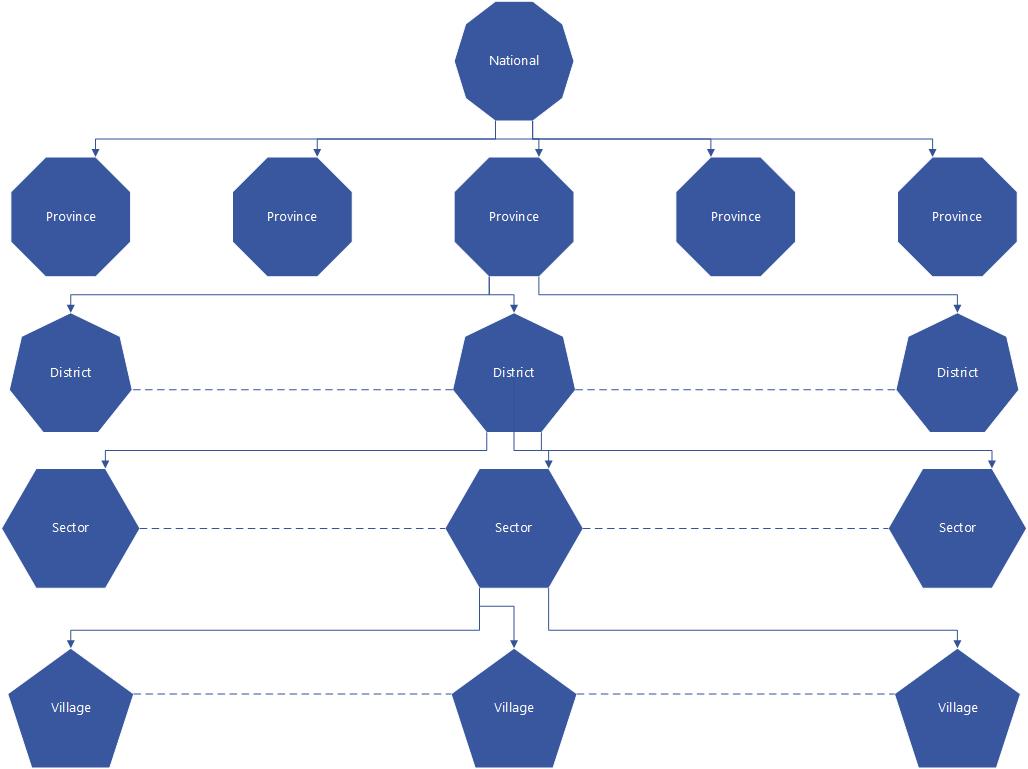 National
Province
Province
Province
Province
Province
District
District
District
Sector
Sector
Sector
Village
Village
Village